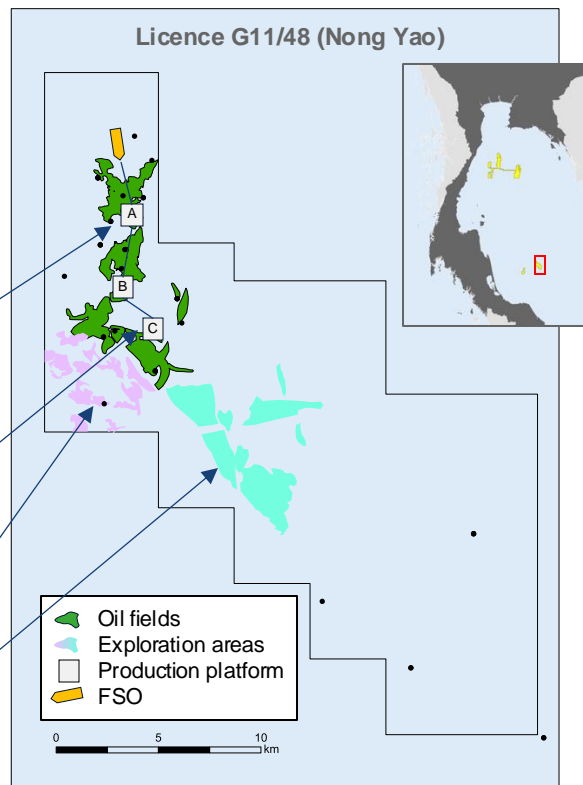 Licence G11/48 (Nong Yao)
A
B
C
Oil fields
Exploration areas
Production platform
FSO
0 5 10
km